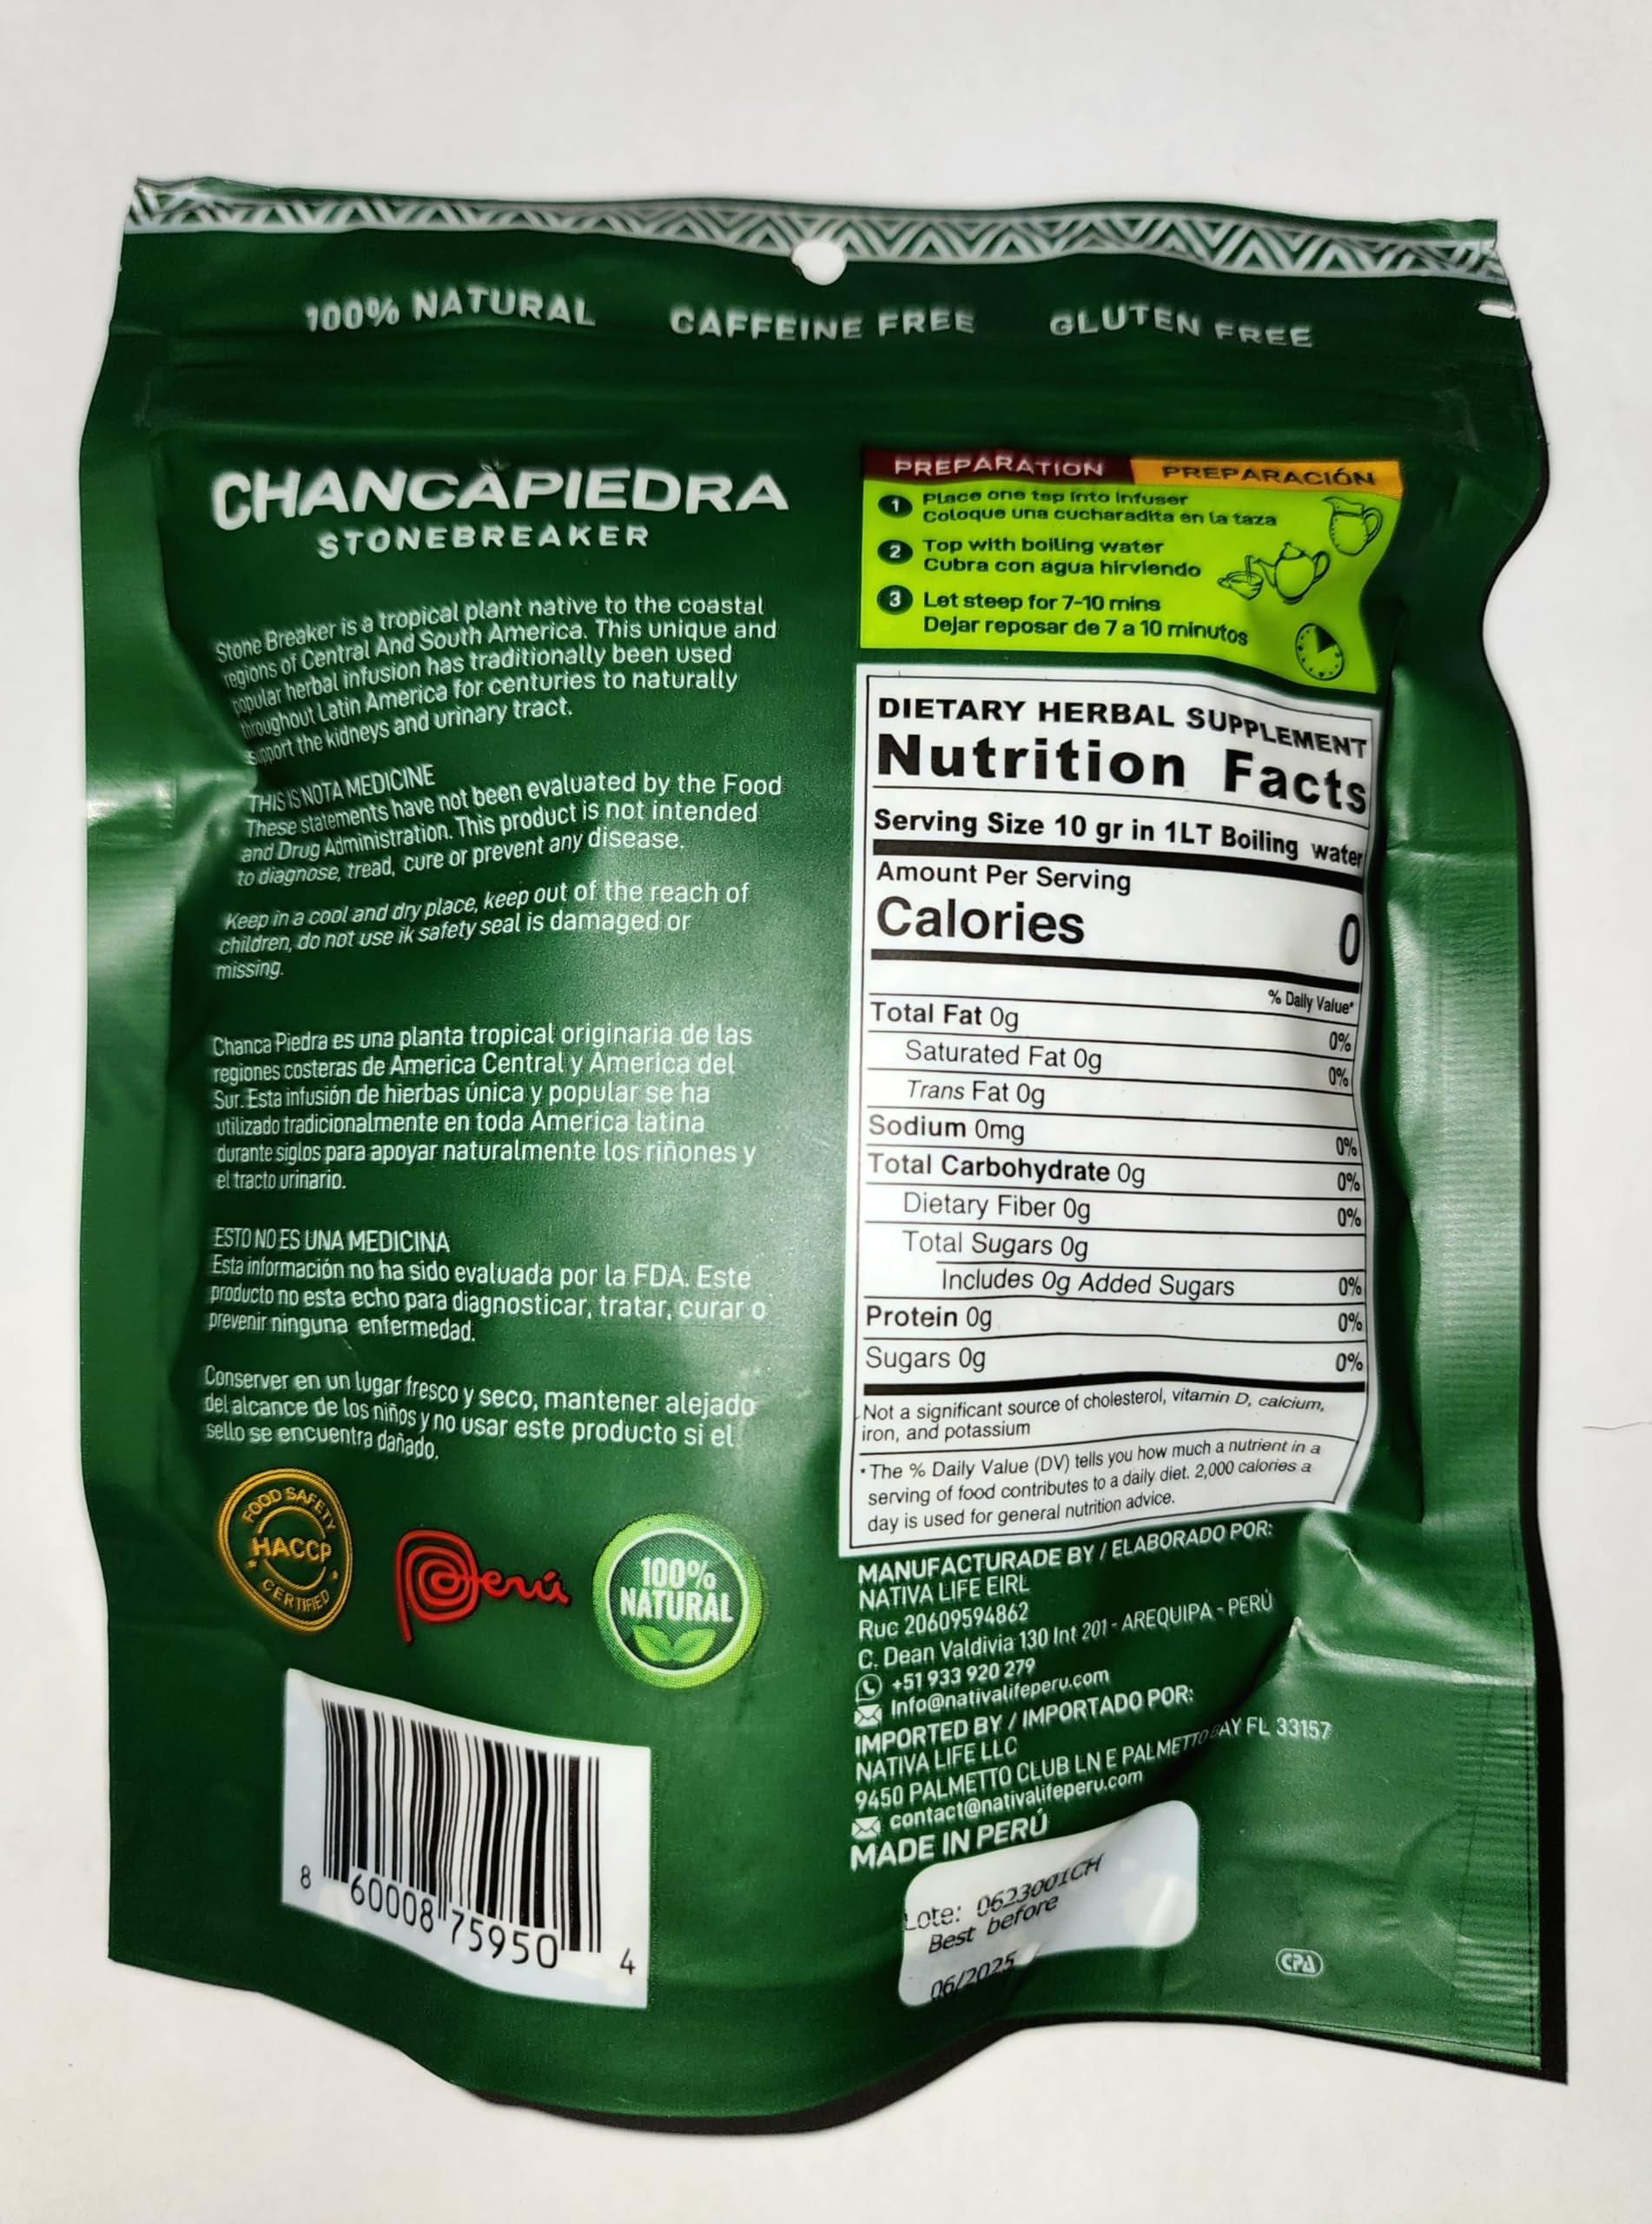 100% NATURAL
CAFFEINE FREE
GLUTEN FREE
CHANCAPIEDRA
STONEBREAKER
Stone Breaker is a tropical plant native to the coastal
regions of Central And South America. This unique and
popular herbal infusion has traditionally been used
throughout Latin America for centuries to naturally
support the kidneys and urinary tract.
THIS IS NOT A MEDICINE
These statements have not been evaluated by the Food
and Drug Administration. This product is not intended
to diagnose, tread, cure or prevent any disease.
Keep in a cool and dry place, keep out of the reach of
children, do not use ik safety seal is damaged or
missing.
Chanca Piedra es una planta tropical originaria de las
regiones costeras de America Central y America del
Sur. Esta infusión de hierbas única y popular se ha
utilizado tradicionalmente en toda America latina
durante siglos para apoyar naturalmente los riñones y
el tracto urinario.
ESTO NO ES UNA MEDICINA
Esta información no ha sido evaluada por la FDA. Este
producto no esta echo para diagnosticar, tratar, curar o
prevenir ninguna enfermedad.
Conserver en un lugar fresco y seco, mantener alejado
del alcance de los niños y no usar este producto si el
sello se encuentra dañado.
FOOD SAFETY
HACCP
CERTIFIED
Perú
100%
NATURAL
8 60008 75950 4
PREPARATION
PREPARACIÓN
1 Place one tsp into infuser
Coloque una cucharadita en la taza
2 Top with boiling water
Cubra con agua hirviendo
3 Let steep for 7-10 mins
Dejar reposar de 7 a 10 minutos
DIETARY HERBAL SUPPLEMENT
Nutrition Facts
Serving Size 10 gr in 1LT Boiling water
Amount Per Serving
Calories 0
% Daily Value*
Total Fat 0g 0%
Saturated Fat 0g 0%
Trans Fat 0g
Sodium 0mg 0%
Total Carbohydrate 0g 0%
Dietary Fiber 0g 0%
Total Sugars 0g
Includes 0g Added Sugars 0%
Protein 0g 0%
Sugars 0g 0%
Not a significant source of cholesterol, vitamin D, calcium,
iron, and potassium
*The % Daily Value (DV) tells you how much a nutrient in a
serving of food contributes to a daily diet. 2,000 calories a
day is used for general nutrition advice.
MANUFACTURADE BY / ELABORADO POR:
NATIVA LIFE EIRL
Ruc 20609594862
C. Dean Valdivia 130 Int 201 - AREQUIPA - PERÚ
+51 933 920 279
Info@nativalifeperu.com
IMPORTED BY / IMPORTADO POR:
NATIVA LIFE LLC
9450 PALMETTO CLUB LN E PALMETTO BAY FL 33157
contact@nativalifeperu.com
MADE IN PERÚ
Lote: 0623001CH
Best before
06/2025
CPA